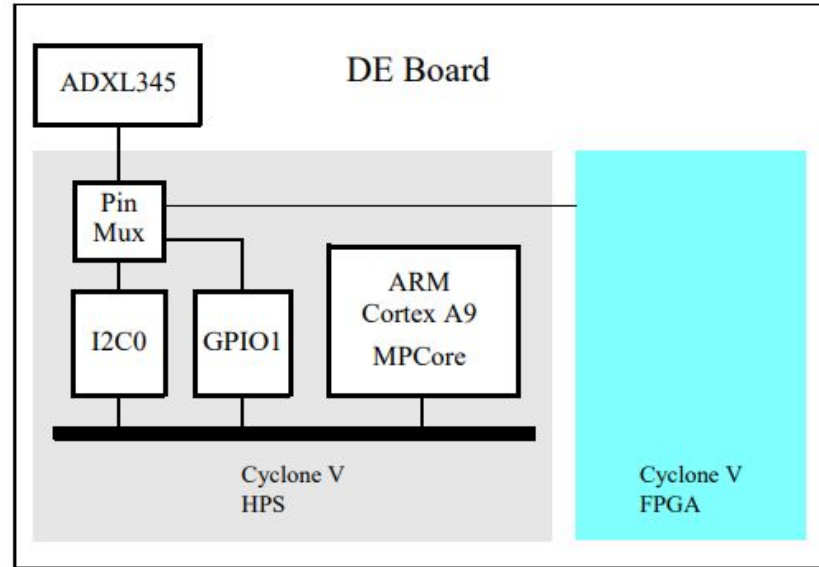 DE Board
ADXL345
Pin
Mux
I2C0
GPIO1
ARM
Cortex A9
MPCore
Cyclone V
HPS
Cyclone V
FPGA